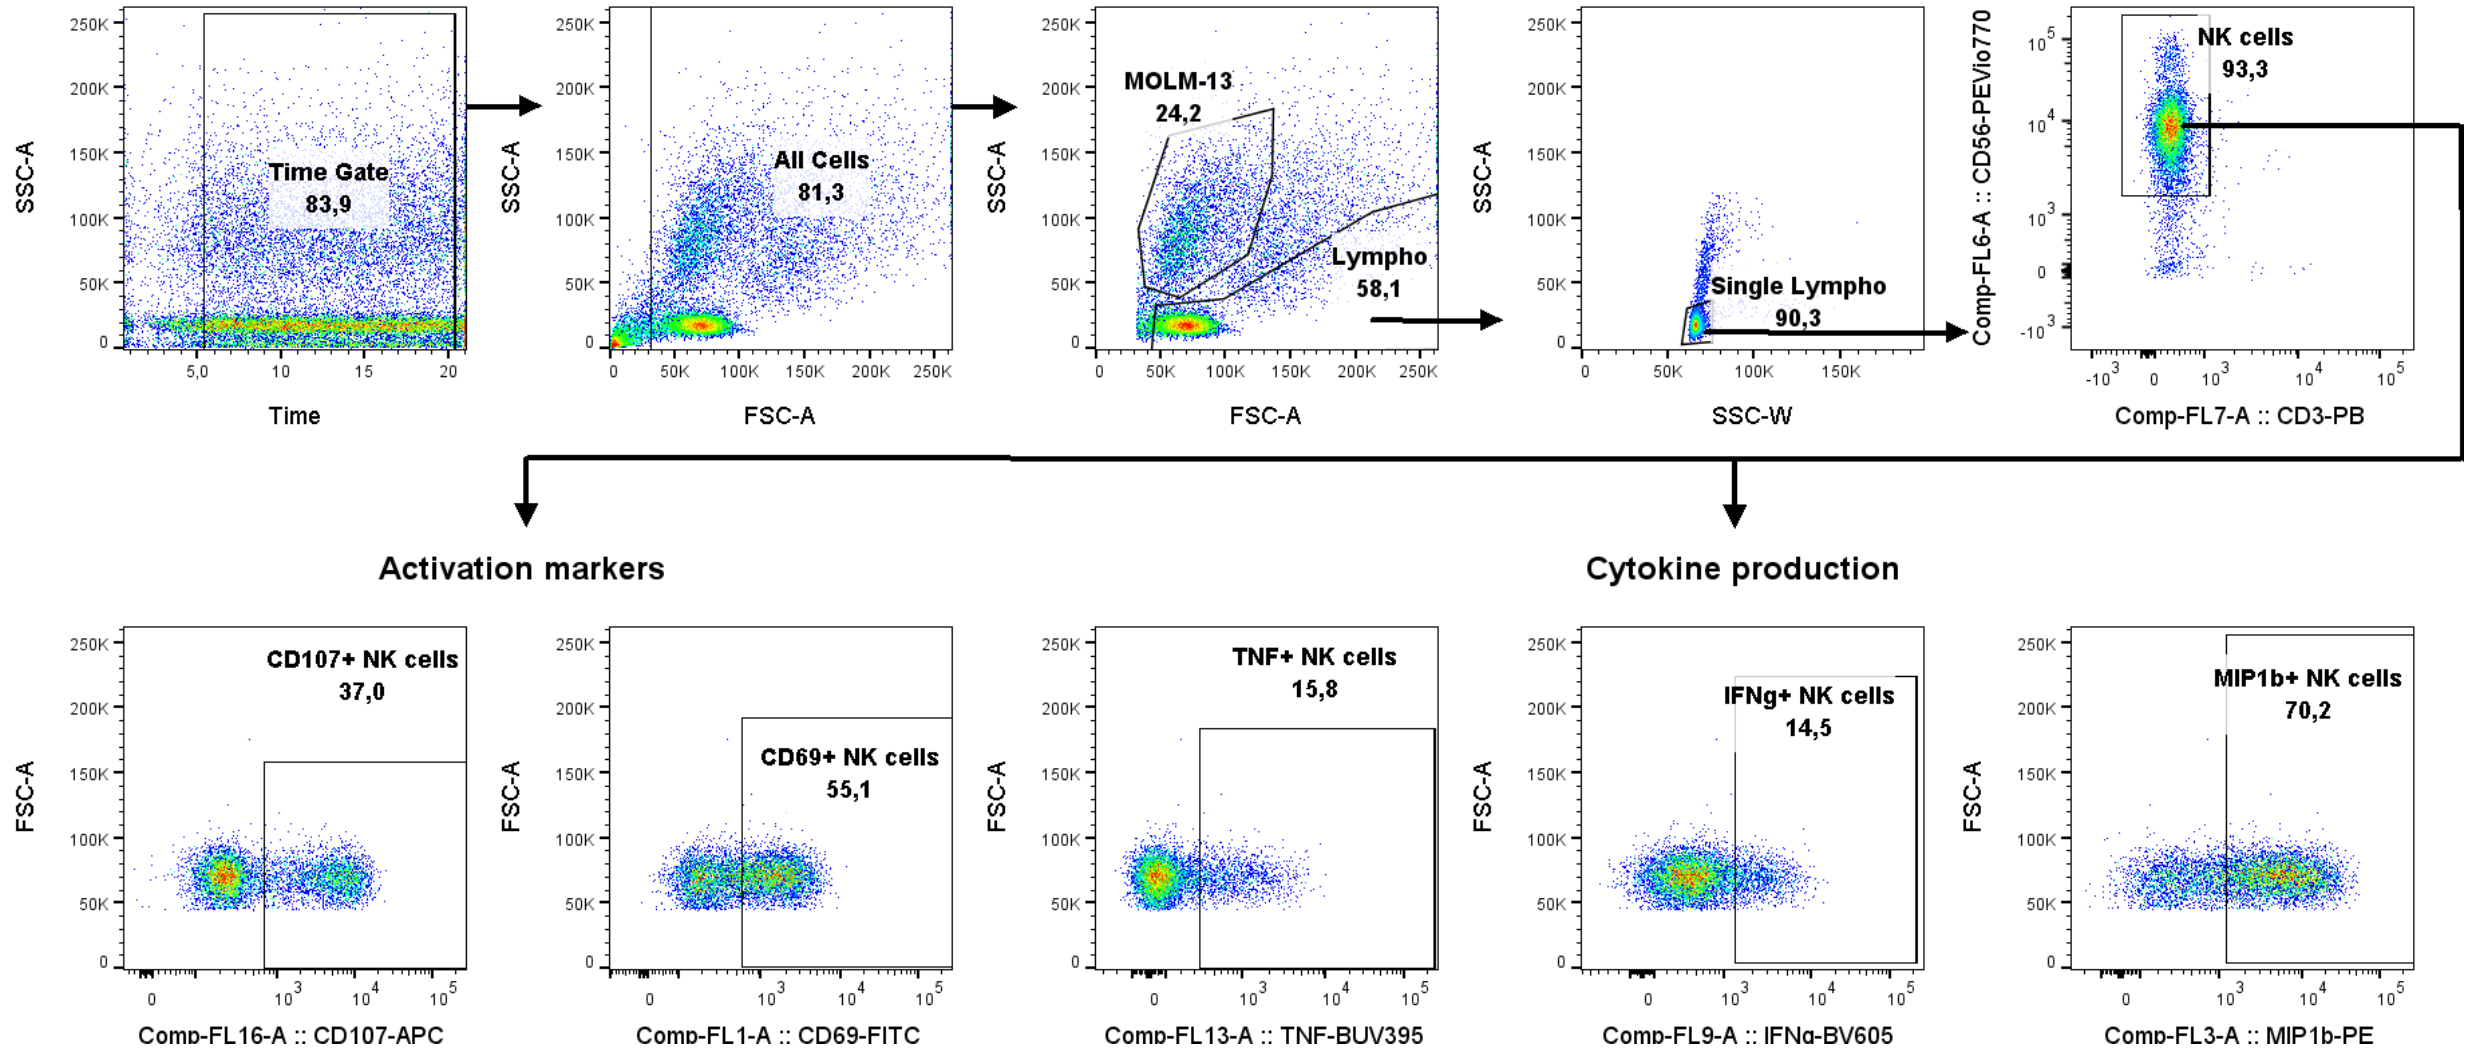 250K
200K
150K
100K
50K
0
SSC-A
Time Gate
83,9
5,0
10
15
20
Time
250K
200K
150K
100K
50K
0
SSC-A
All Cells
81,3
0
50K
100K
150K
200K
250K
FSC-A
250K
200K
150K
100K
50K
0
SSC-A
MOLM-13
24,2
Lympho
58,1
0
50K
100K
150K
200K
250K
FSC-A
250K
200K
150K
100K
50K
0
SSC-A
Single Lympho
90,3
0
50K
100K
150K
SSC-W
10^5
10^4
10^3
0
-10^3
Comp-FL6-A :: CD56-PEVio770
NK cells
93,3
-10^3
0
10^3
10^4
10^5
Comp-FL7-A :: CD3-PB
Activation markers
Cytokine production
250K
200K
150K
100K
50K
0
FSC-A
CD107+ NK cells
37,0
0
10^3
10^4
10^5
Comp-FL16-A :: CD107-APC
250K
200K
150K
100K
50K
0
FSC-A
CD69+ NK cells
55,1
0
10^3
10^4
10^5
Comp-FL1-A :: CD69-FITC
250K
200K
150K
100K
50K
0
FSC-A
TNF+ NK cells
15,8
0
10^3
10^4
10^5
Comp-FL13-A :: TNF-BUV395
250K
200K
150K
100K
50K
0
FSC-A
IFNg+ NK cells
14,5
0
10^3
10^4
10^5
Comp-FL9-A :: IFNg-BV605
250K
200K
150K
100K
50K
0
FSC-A
MIP1b+ NK cells
70,2
0
10^3
10^4
10^5
Comp-FL3-A :: MIP1b-PE